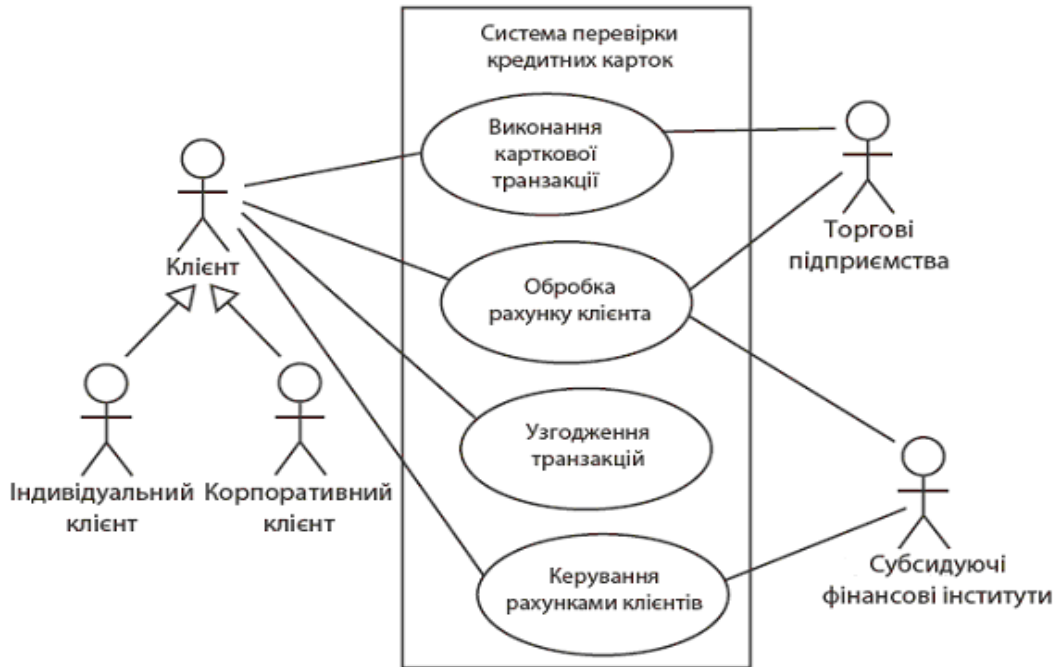 Система перевірки
кредитних карток
Виконання
карткової
транзакції
Клієнт
Торгові
підприємства
Обробка
рахунку клієнта
Узгодження
транзакцій
Індивідуальний
клієнт
Корпоративний
клієнт
Керування
рахунками клієнтів
Субсидуючі
фінансові інститути